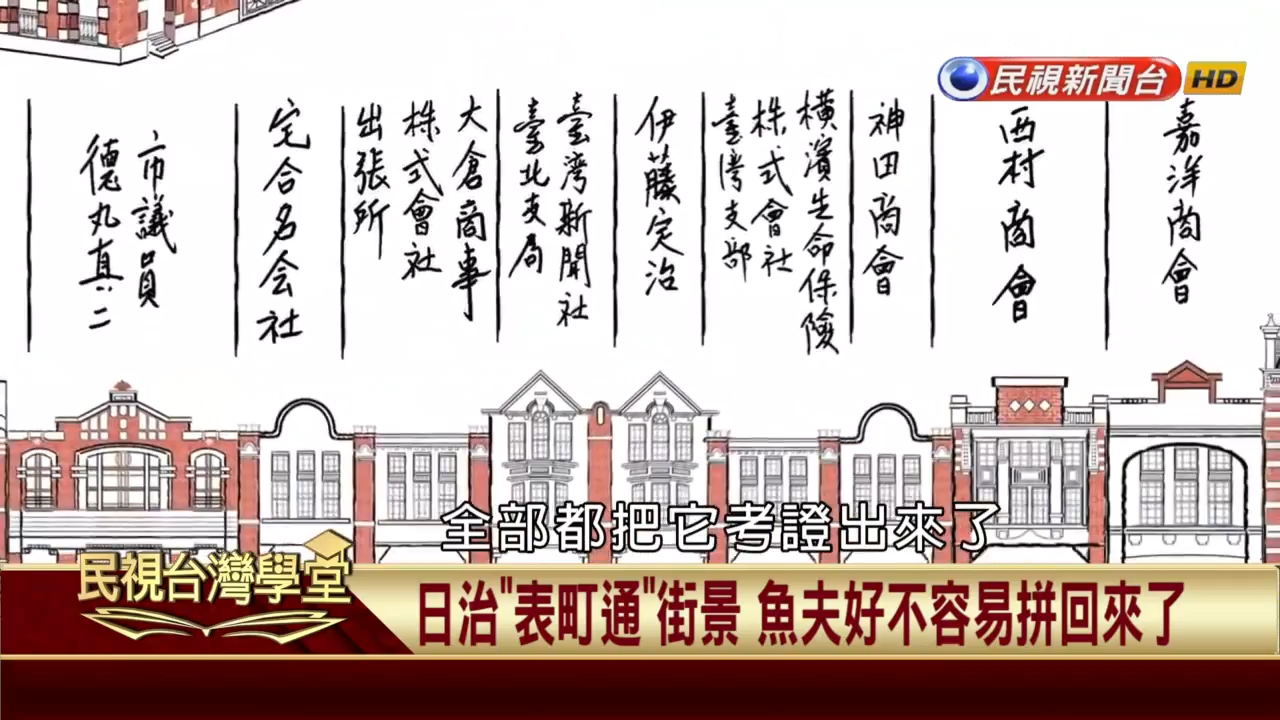 民視新聞台HD
嘉洋商會
西村商會
神田商會
橫濱生命保險
株式會社
臺灣支部
伊藤定治
臺灣新聞社
臺北支局
大倉商事
株式會社
出張所
宅合名会社
市議員
德丸真二
全部都把它考證出來了
民視台灣學堂
日治"表町通"街景 魚夫好不容易拼回來了